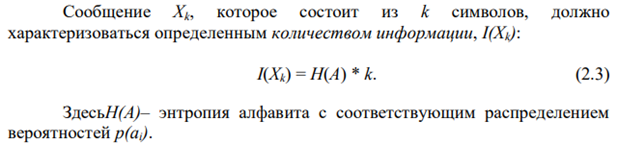 Сообщение Xk, которое состоит из k символов, должно
характеризоваться определенным количеством информации, I(Xk):
I(Xk) = H(A) * k. (2.3)
ЗдесьH(A)– энтропия алфавита с соответствующим распределением
вероятностей p(ai).